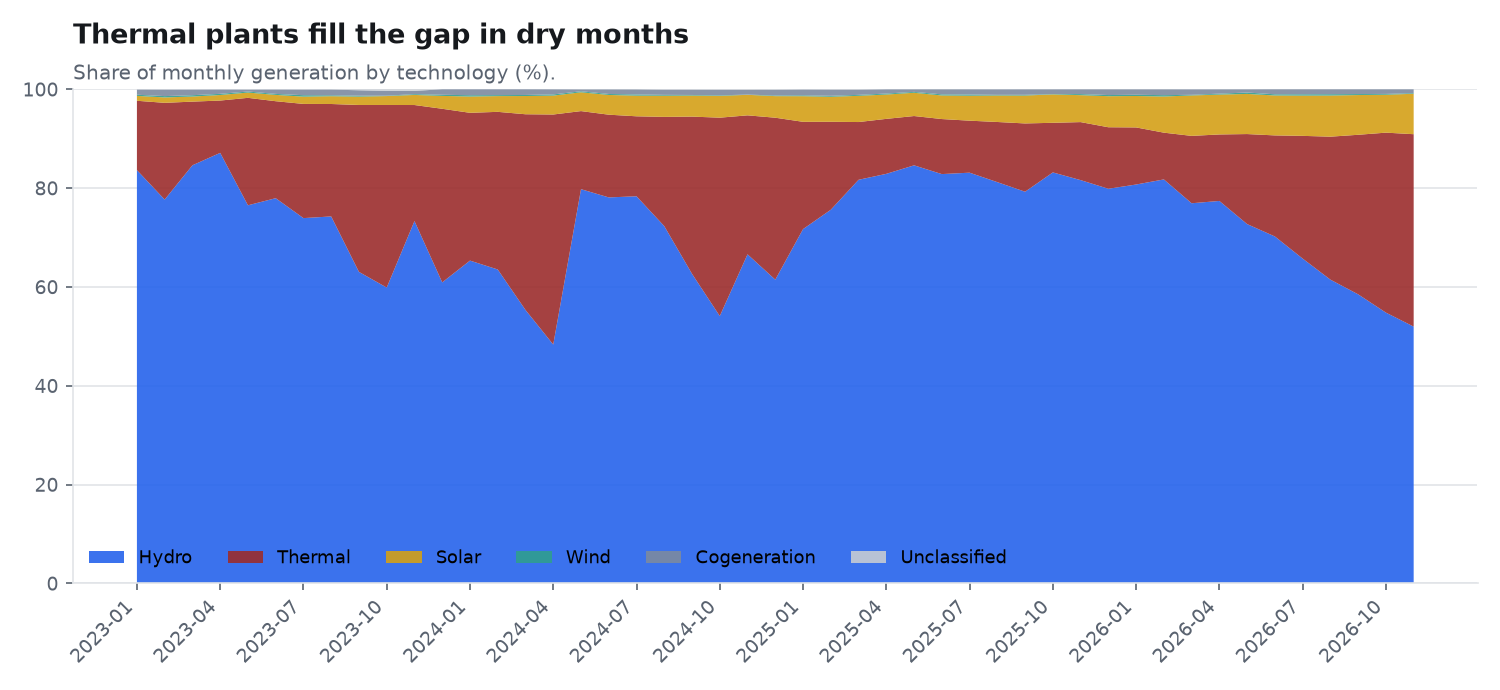 Thermal plants fill the gap in dry months
Share of monthly generation by technology (%).
100
80
60
40
20
0
Hydro Thermal Solar Wind Cogeneration Unclassified
2023-01 2023-04 2023-07 2023-10 2024-01 2024-04 2024-07 2024-10 2025-01 2025-04 2025-07 2025-10 2026-01 2026-04 2026-07 2026-10